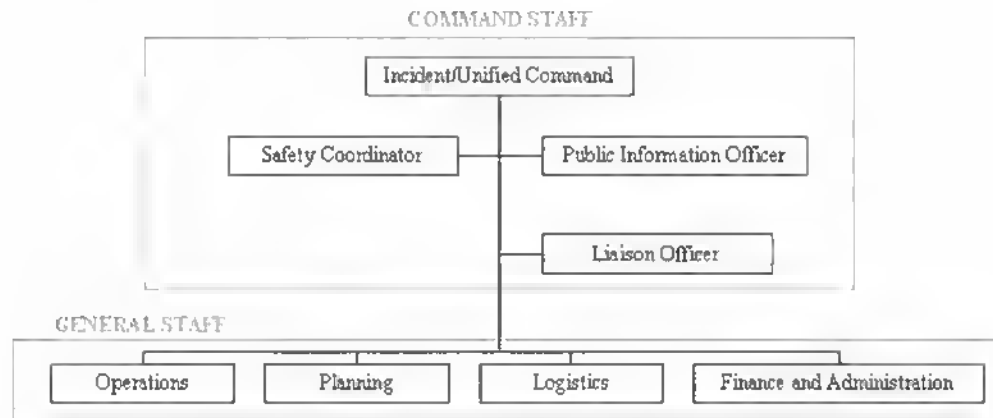 COMMAND STAFF
Incident/Unified Command
Safety Coordinator
Public Information Officer
Liaison Officer
GENERAL STAFF
Operations
Planning
Logistics
Finance and Administration